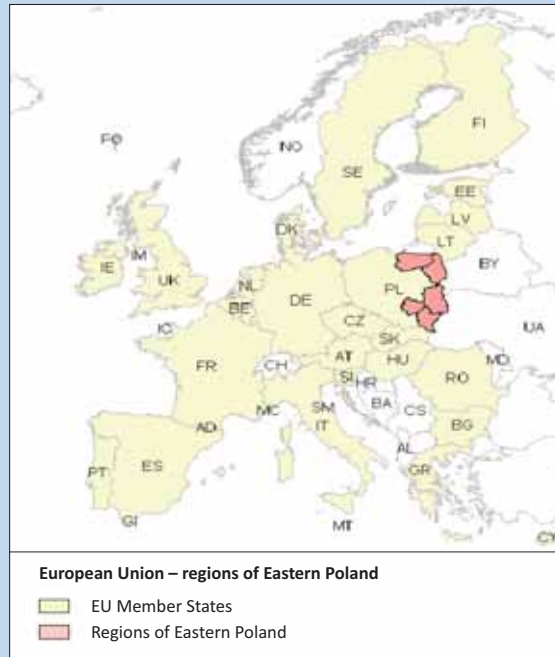 FO
NO
FI
SE
EE
LV
DK
LT
IE
IM
UK
BY
NL
DE
PL
BE
IC
CZ
UA
SK
FR
CH
AT
HU
MD
SI
HR
RO
BA
CS
MC
SM
IT
AD
BG
AL
PT
ES
GR
GI
MT
CY
European Union – regions of Eastern Poland
EU Member States
Regions of Eastern Poland